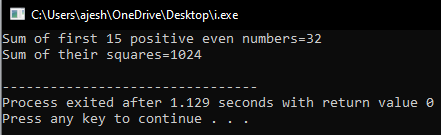 C:\Users\ajesh\OneDrive\Desktop\i.exe
Sum of first 15 positive even numbers=32
Sum of their squares=1024
--------------------------------
Process exited after 1.129 seconds with return value 0
Press any key to continue . . .